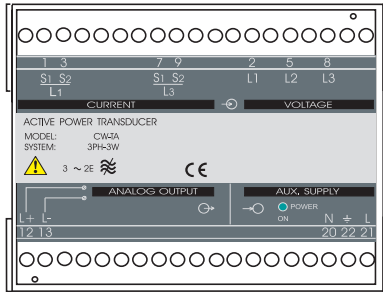 1 3 7 9 2 5 8
S1 S2 S1 S2 L1 L2 L3
L1 L3
CURRENT VOLTAGE
ACTIVE POWER TRANSDUCER
MODEL: CW-TA
SYSTEM: 3PH-3W
3 ~ 2E CE
ANALOG OUTPUT AUX. SUPPLY
POWER
L+ L- ON N L
12 13 20 22 21